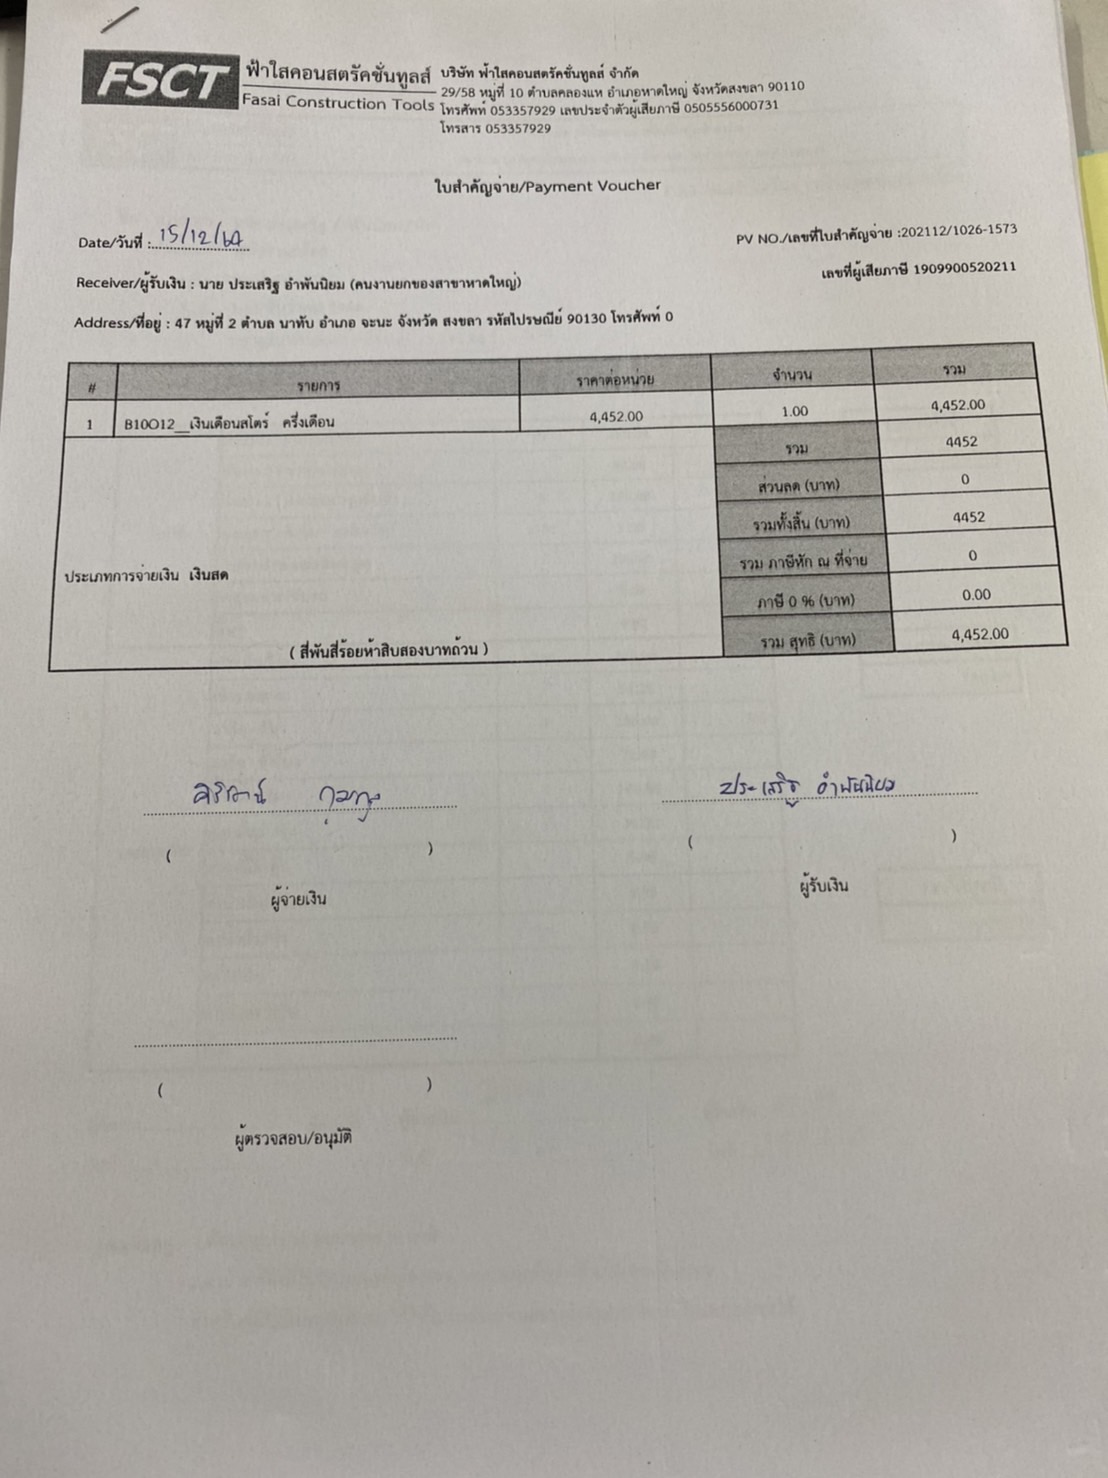 FSCT ฟ้าใสคอนสตรัคชั่นทูลส์
Fasai Construction Tools
บริษัท ฟ้าใสคอนสตรัคชั่นทูลส์ จำกัด
29/58 หมู่ที่ 10 ตำบลคลองแห อำเภอหาดใหญ่ จังหวัดสงขลา 90110
โทรศัพท์ 053357929 เลขประจำตัวผู้เสียภาษี 0505556000731
โทรสาร 053357929
ใบสำคัญจ่าย/Payment Voucher
Date/วันที่ : 15/12/64
PV NO./เลขที่ใบสำคัญจ่าย :202112/1026-1573
Receiver/ผู้รับเงิน : นาย ประเสริฐ อำพันนิยม (คนงานยกของสาขาหาดใหญ่)
เลขที่ผู้เสียภาษี 1909900520211
Address/ที่อยู่ : 47 หมู่ที่ 2 ตำบล นาทับ อำเภอ จะนะ จังหวัด สงขลา รหัสไปรษณีย์ 90130 โทรศัพท์ 0
# รายการ ราคาต่อหน่วย จำนวน รวม
1 B10O12__เงินเดือนสโตร์ ครึ่งเดือน 4,452.00 1.00 4,452.00
รวม 4452
ส่วนลด (บาท) 0
รวมทั้งสิ้น (บาท) 4452
รวม ภาษีหัก ณ ที่จ่าย 0
ประเภทการจ่ายเงิน เงินสด
ภาษี 0 % (บาท) 0.00
( สี่พันสี่ร้อยห้าสิบสองบาทถ้วน )
รวม สุทธิ (บาท) 4,452.00
ประเสริฐ อำพันนิยม
( )
( )
ผู้จ่ายเงิน
ผู้รับเงิน
( )
ผู้ตรวจสอบ/อนุมัติ